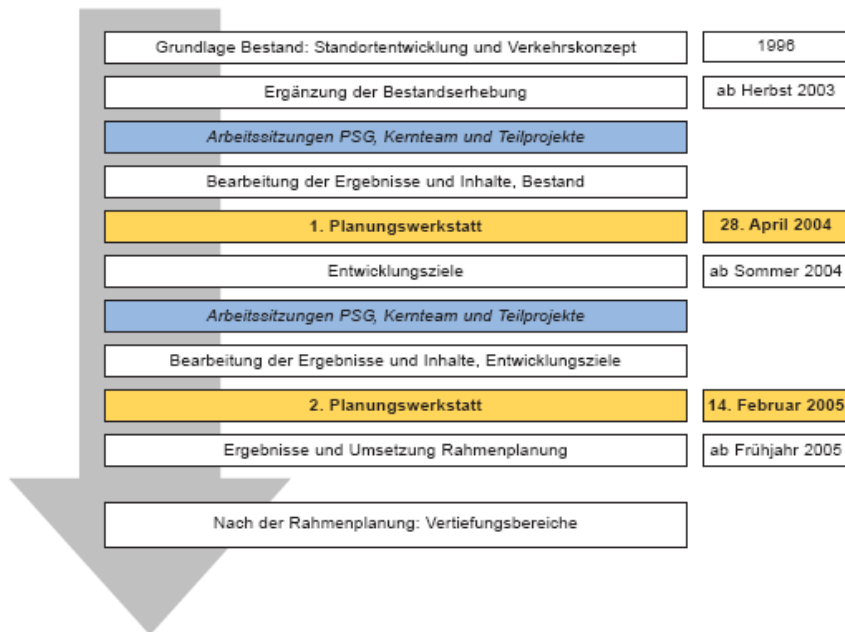 Grundlage Bestand: Standortentwicklung und Verkehrskonzept 1996
Ergänzung der Bestandserhebung ab Herbst 2003
Arbeitssitzungen PSG, Kernteam und Teilprojekte
Bearbeitung der Ergebnisse und Inhalte, Bestand
1. Planungswerkstatt 28. April 2004
Entwicklungsziele ab Sommer 2004
Arbeitssitzungen PSG, Kernteam und Teilprojekte
Bearbeitung der Ergebnisse und Inhalte, Entwicklungsziele
2. Planungswerkstatt 14. Februar 2005
Ergebnisse und Umsetzung Rahmenplanung ab Frühjahr 2005
Nach der Rahmenplanung: Vertiefungsbereiche